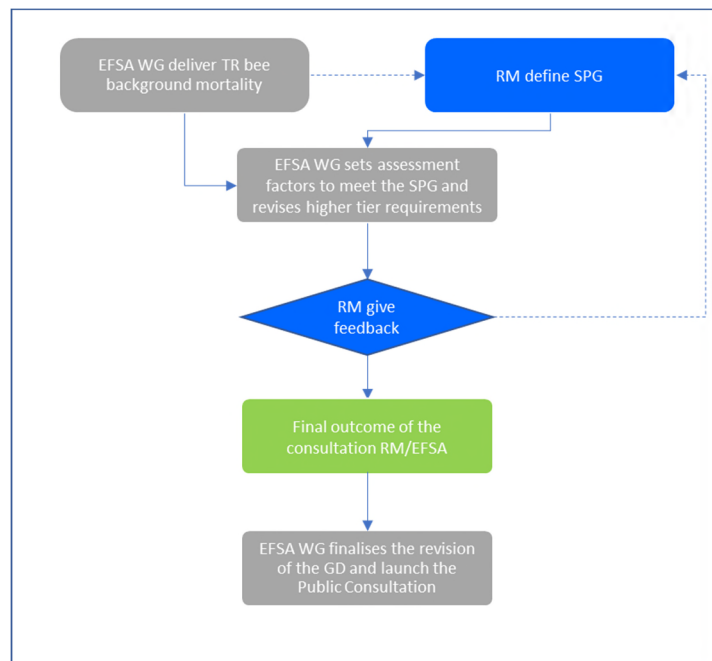 EFSA WG deliver TR bee
background mortality
RM define SPG
EFSA WG sets assessment
factors to meet the SPG and
revises higher tier requirements
RM give
feedback
Final outcome of the
consultation RM/EFSA
EFSA WG finalises the revision
of the GD and launch the
Public Consultation